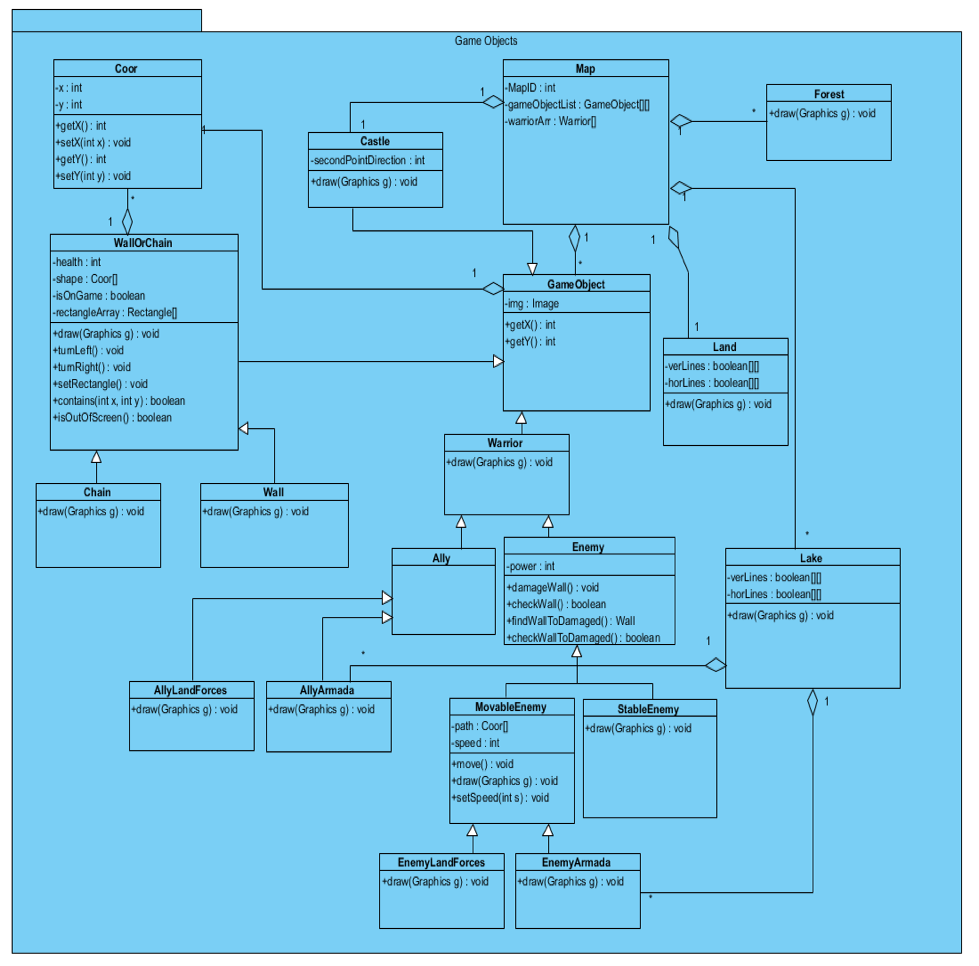 Game Objects
Coor
-x : int
-y : int
+getX() : int
+setX(int x) : void
+getY() : int
+setY(int y) : void
1
*
1
Map
-MapID : int
-gameObjectList : GameObject[][]
-warriorArr : Warrior[]
1
1
Castle
-secondPointDirection : int
+draw(Graphics g) : void
Forest
+draw(Graphics g) : void
*
1
1
1
1
*
1
WallOrChain
-health : int
-shape : Coor[]
-isOnGame : boolean
-rectangleArray : Rectangle[]
+draw(Graphics g) : void
+turnLeft() : void
+turnRight() : void
+setRectangle() : void
+contains(int x, int y) : boolean
+isOutOfScreen() : boolean
GameObject
-img : Image
+getX() : int
+getY() : int
1
Land
-verLines : boolean[][]
-horLines : boolean[][]
+draw(Graphics g) : void
Warrior
+draw(Graphics g) : void
Chain
+draw(Graphics g) : void
Wall
+draw(Graphics g) : void
Ally
Enemy
-power : int
+damageWall() : void
+checkWall() : boolean
+findWallToDamaged() : Wall
+checkWallToDamaged() : boolean
*
Lake
-verLines : boolean[][]
-horLines : boolean[][]
+draw(Graphics g) : void
*
1
1
AllyLandForces
+draw(Graphics g) : void
AllyArmada
+draw(Graphics g) : void
MovableEnemy
-path : Coor[]
-speed : int
+move() : void
+draw(Graphics g) : void
+setSpeed(int s) : void
StableEnemy
+draw(Graphics g) : void
EnemyLandForces
+draw(Graphics g) : void
EnemyArmada
+draw(Graphics g) : void
*